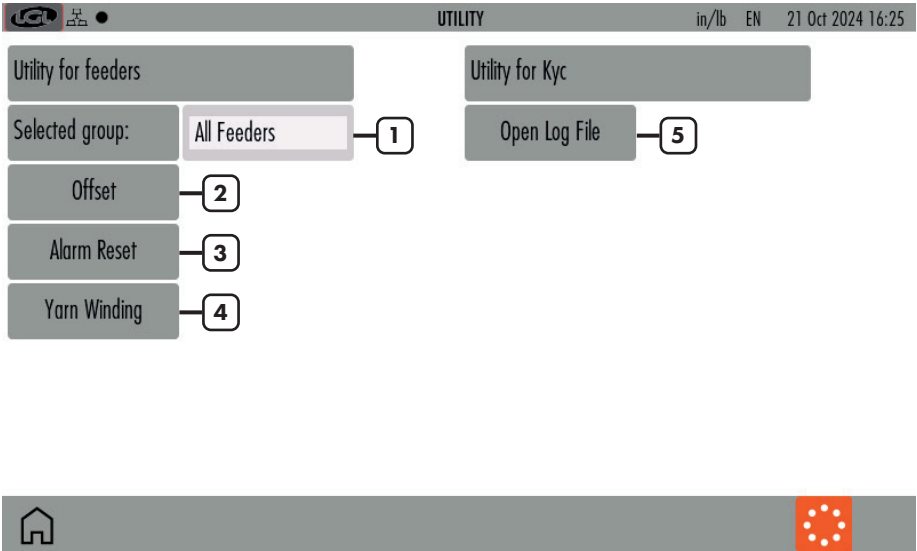 LGL UTILITY in/lb EN 21 Oct 2024 16:25
Utility for feeders
Selected group: All Feeders 1
Offset 2
Alarm Reset 3
Yarn Winding 4
Utility for Kyc
Open Log File 5